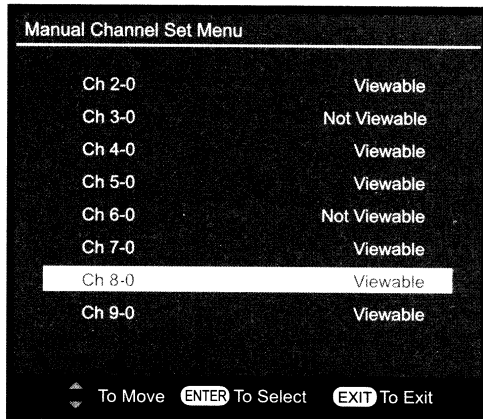 Manual Channel Set Menu
Ch 2-0 Viewable
Ch 3-0 Not Viewable
Ch 4-0 Viewable
Ch 5-0 Viewable
Ch 6-0 Not Viewable
Ch 7-0 Viewable
Ch 8-0 Viewable
Ch 9-0 Viewable
To Move ENTER To Select EXIT To Exit